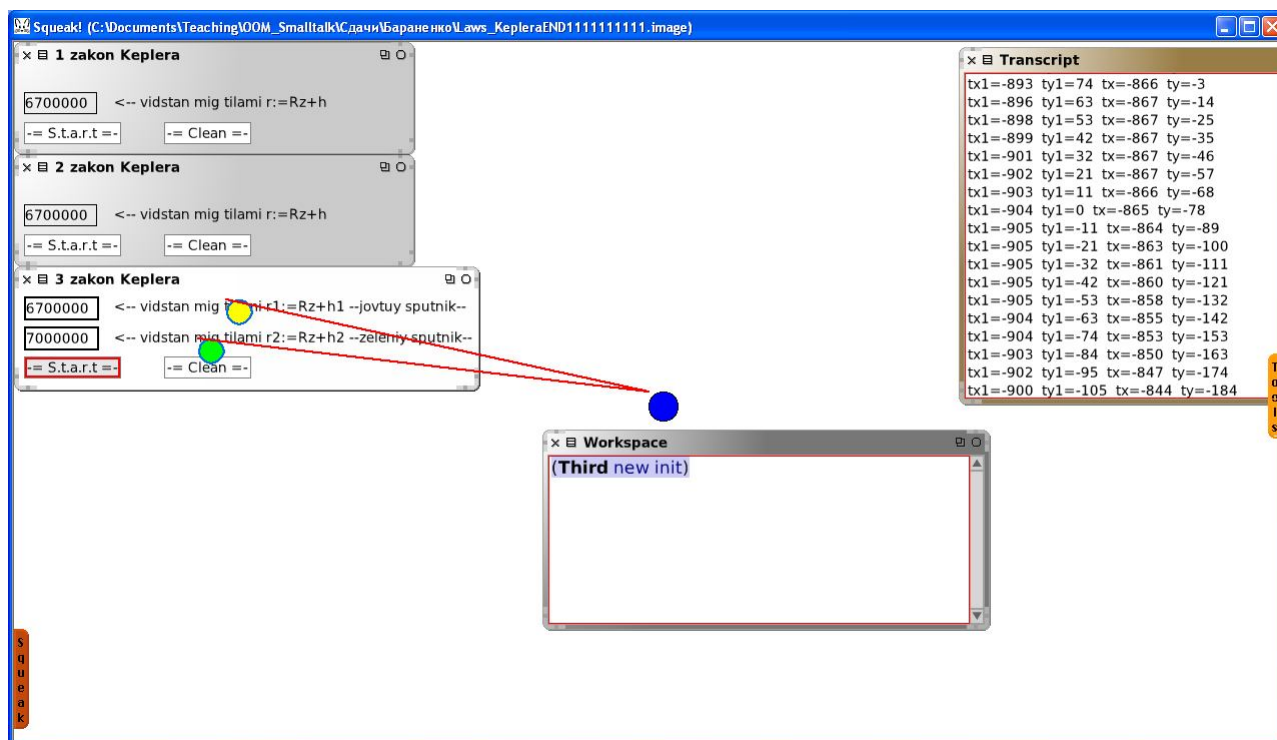 Squeak! (C:\Documents\Teaching\OOM_Smalltalk\Сдачи\Бараненко\Laws_KepleraEND1111111111.image)
1 zakon Keplera
6700000 <-- vidstan mig tilami r:=Rz+h
-= S.t.a.r.t =- -= Clean =-
2 zakon Keplera
6700000 <-- vidstan mig tilami r:=Rz+h
-= S.t.a.r.t =- -= Clean =-
3 zakon Keplera
6700000 <-- vidstan mig tilami r1:=Rz+h1 --jovtuy sputnik--
7000000 <-- vidstan mig tilami r2:=Rz+h2 --zeleniy sputnik--
-= S.t.a.r.t =- -= Clean =-
Transcript
tx1=-893 ty1=74 tx=-866 ty=-3
tx1=-896 ty1=63 tx=-867 ty=-14
tx1=-898 ty1=53 tx=-867 ty=-25
tx1=-899 ty1=42 tx=-867 ty=-35
tx1=-901 ty1=32 tx=-867 ty=-46
tx1=-902 ty1=21 tx=-867 ty=-57
tx1=-903 ty1=11 tx=-866 ty=-68
tx1=-904 ty1=0 tx=-865 ty=-78
tx1=-905 ty1=-11 tx=-864 ty=-89
tx1=-905 ty1=-21 tx=-863 ty=-100
tx1=-905 ty1=-32 tx=-861 ty=-111
tx1=-905 ty1=-42 tx=-860 ty=-121
tx1=-905 ty1=-53 tx=-858 ty=-132
tx1=-904 ty1=-63 tx=-855 ty=-142
tx1=-904 ty1=-74 tx=-853 ty=-153
tx1=-903 ty1=-84 tx=-850 ty=-163
tx1=-902 ty1=-95 tx=-847 ty=-174
tx1=-900 ty1=-105 tx=-844 ty=-184
Tools
Workspace
(Third new init)
Squeak